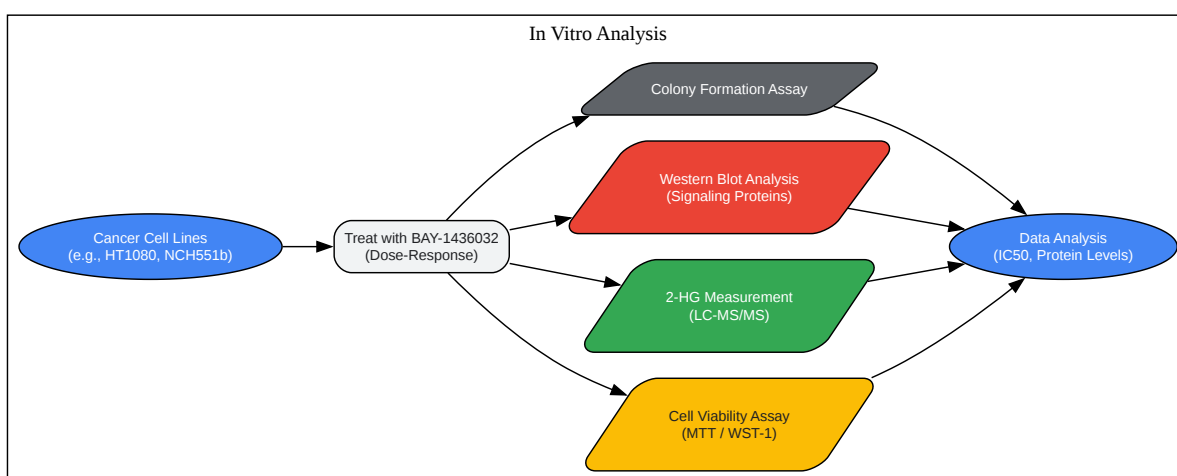 In Vitro Analysis
Cancer Cell Lines
(e.g., HT1080, NCH551b)
Treat with BAY-1436032
(Dose-Response)
Colony Formation Assay
Western Blot Analysis
(Signaling Proteins)
2-HG Measurement
(LC-MS/MS)
Cell Viability Assay
(MTT / WST-1)
Data Analysis
(IC50, Protein Levels)